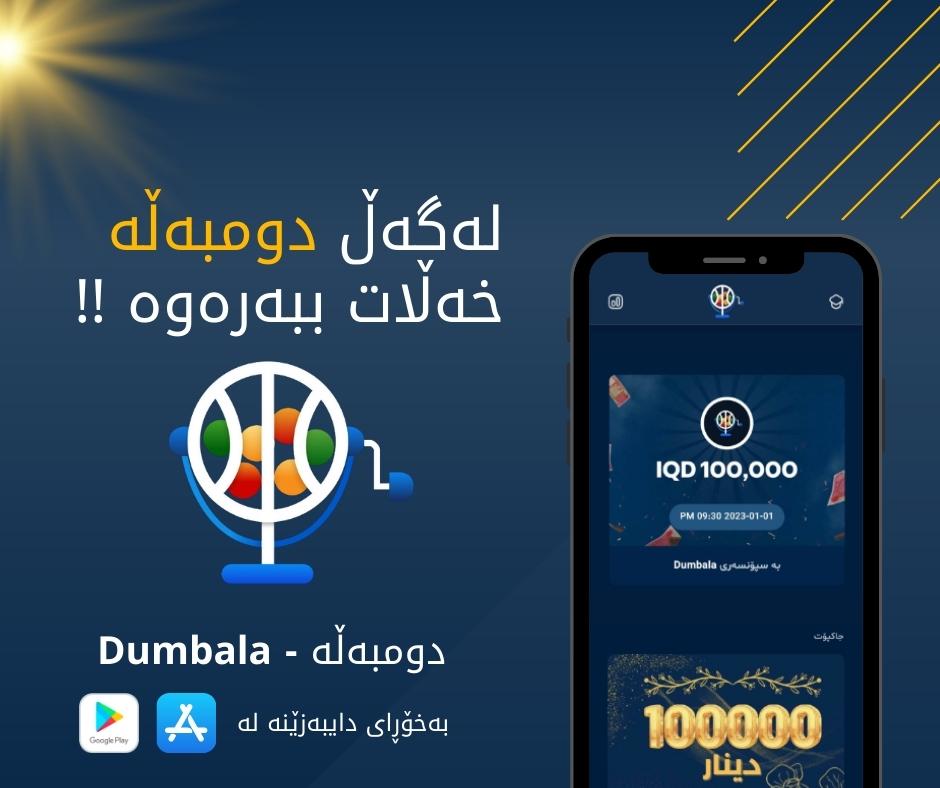 لەگەڵ دومبەڵە
خەڵات ببەرەوە !!
دومبەڵە - Dumbala
بەخۆڕای دایبەزێنە لە
Google Play
IQD 100,000
PM 09:30 2023-01-01
بە سپۆنسەری Dumbala
جاکپۆت
100000
دینار